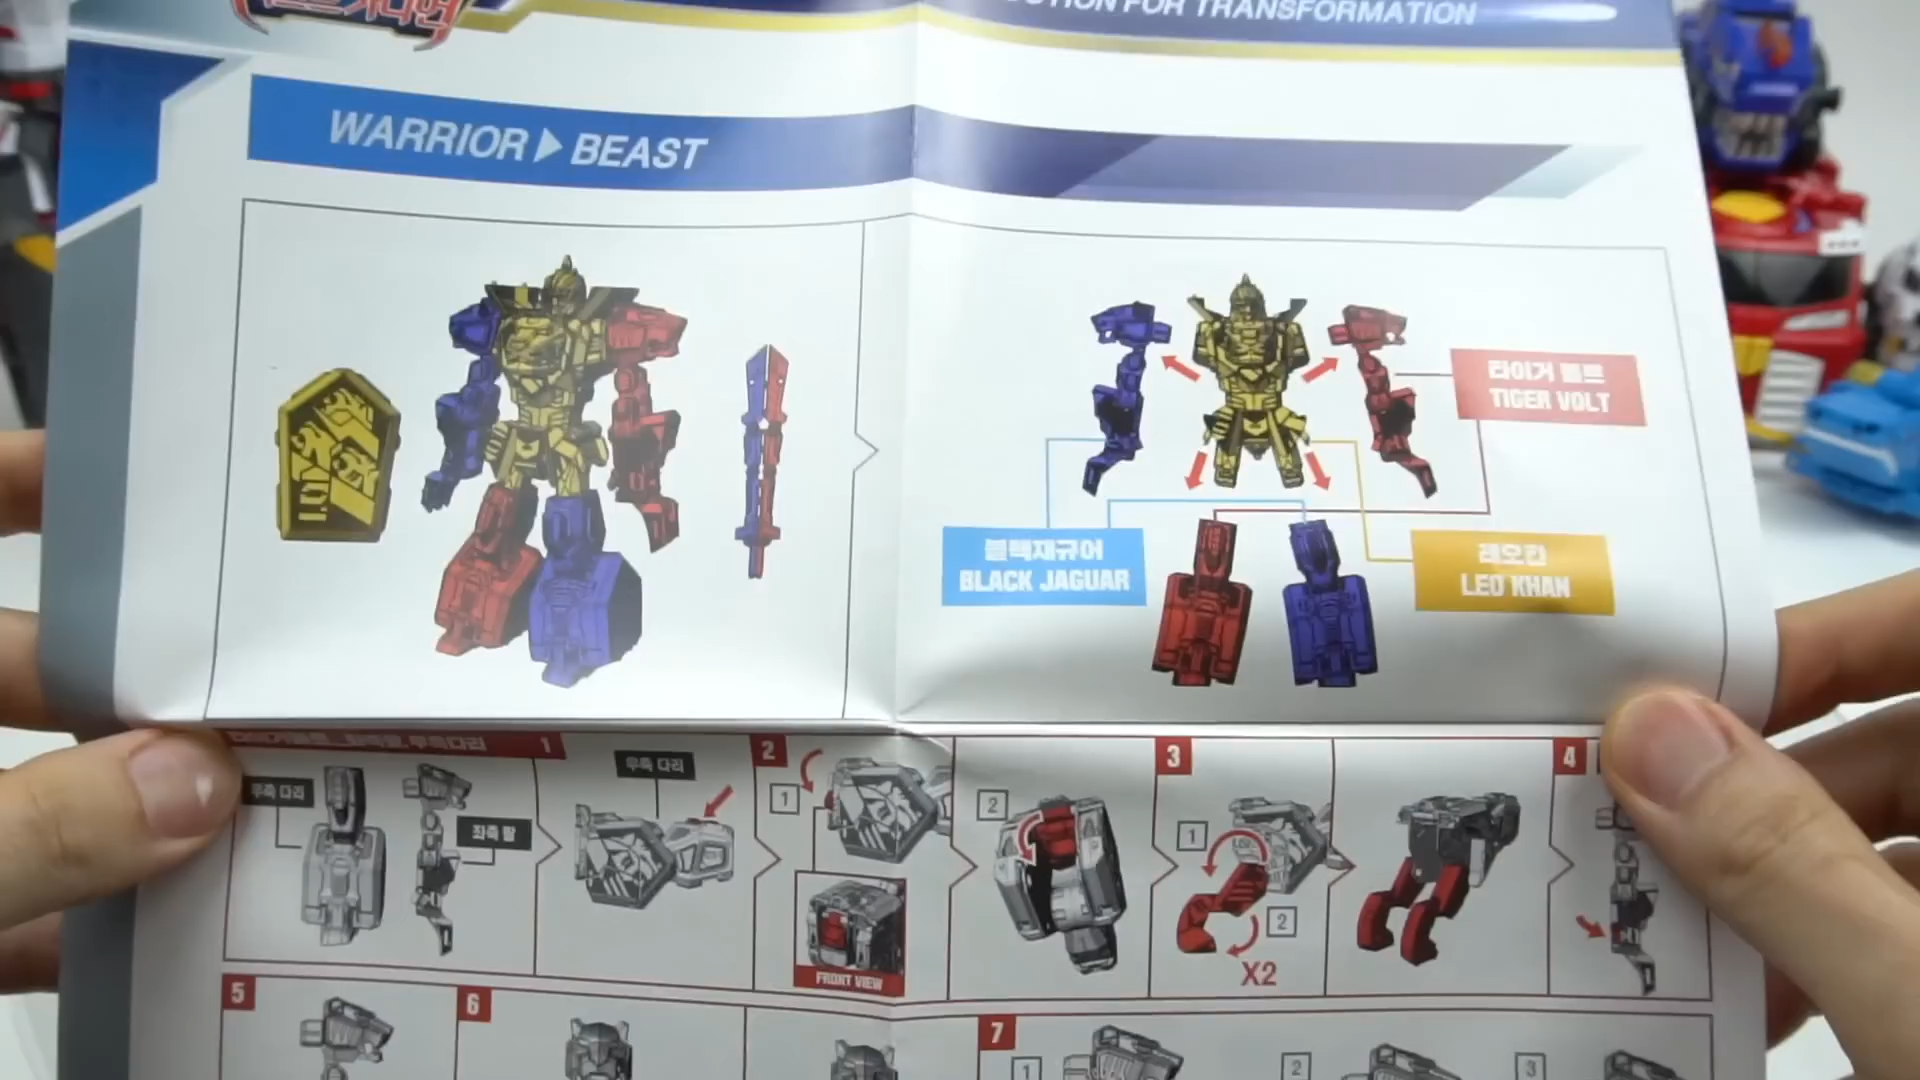 FOR TRANSFORMATION
WARRIOR ▶ BEAST
타이거 볼트
TIGER VOLT
블랙재규어
BLACK JAGUAR
레오칸
LEO KHAN
1
우측 다리
좌측 팔
우측 다리
2
1
FRONT VIEW
2
3
1
2
X2
4
5
6
7
1
2
3